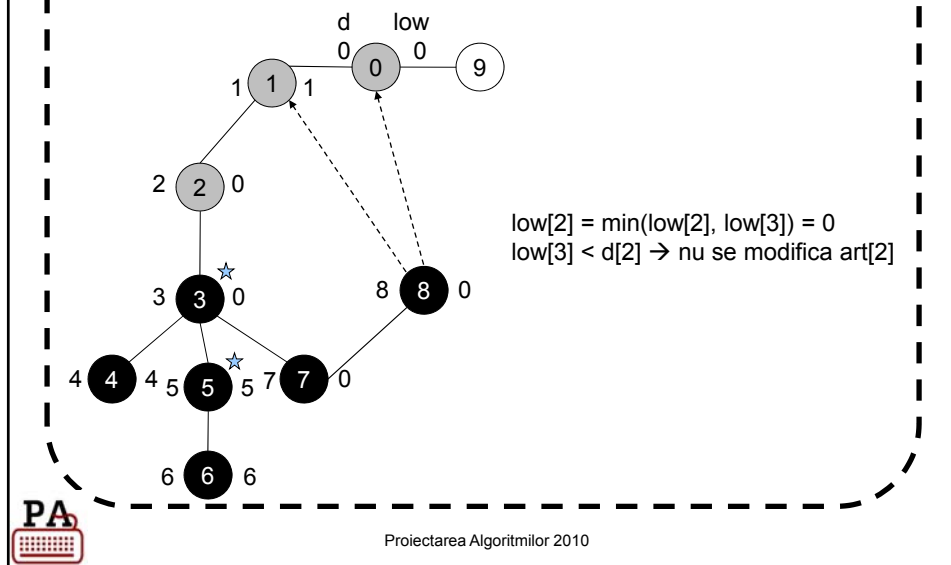 d low
0 0
0 9
1 1 1
2 2 0
low[2] = min(low[2], low[3]) = 0
low[3] < d[2] → nu se modifica art[2]
3 3 0
8 8 0
4 4 4 5 5 5 7 7 0
6 6 6
PA
Proiectarea Algoritmilor 2010